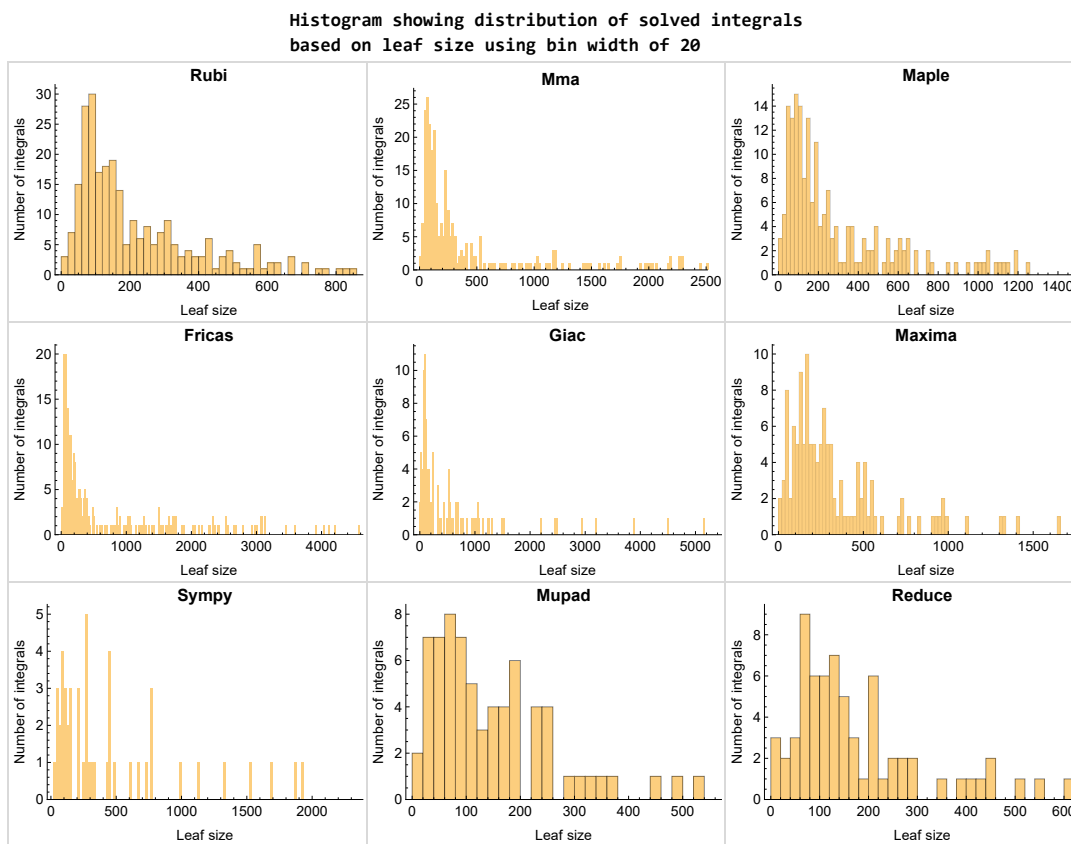 Histogram showing distribution of solved integrals
based on leaf size using bin width of 20
Rubi
Number of integrals
30
25
20
15
10
5
0
0 200 400 600 800
Leaf size
Mma
Number of integrals
25
20
15
10
5
0
0 500 1000 1500 2000 2500
Leaf size
Maple
Number of integrals
14
12
10
8
6
4
2
0
0 200 400 600 800 1000 1200 1400
Leaf size
Fricas
Number of integrals
20
15
10
5
0
0 1000 2000 3000 4000
Leaf size
Giac
Number of integrals
10
8
6
4
2
0
0 1000 2000 3000 4000 5000
Leaf size
Maxima
Number of integrals
10
8
6
4
2
0
0 500 1000 1500
Leaf size
Sympy
Number of integrals
5
4
3
2
1
0
0 500 1000 1500 2000
Leaf size
Mupad
Number of integrals
8
6
4
2
0
0 100 200 300 400 500
Leaf size
Reduce
Number of integrals
8
6
4
2
0
0 100 200 300 400 500 600
Leaf size